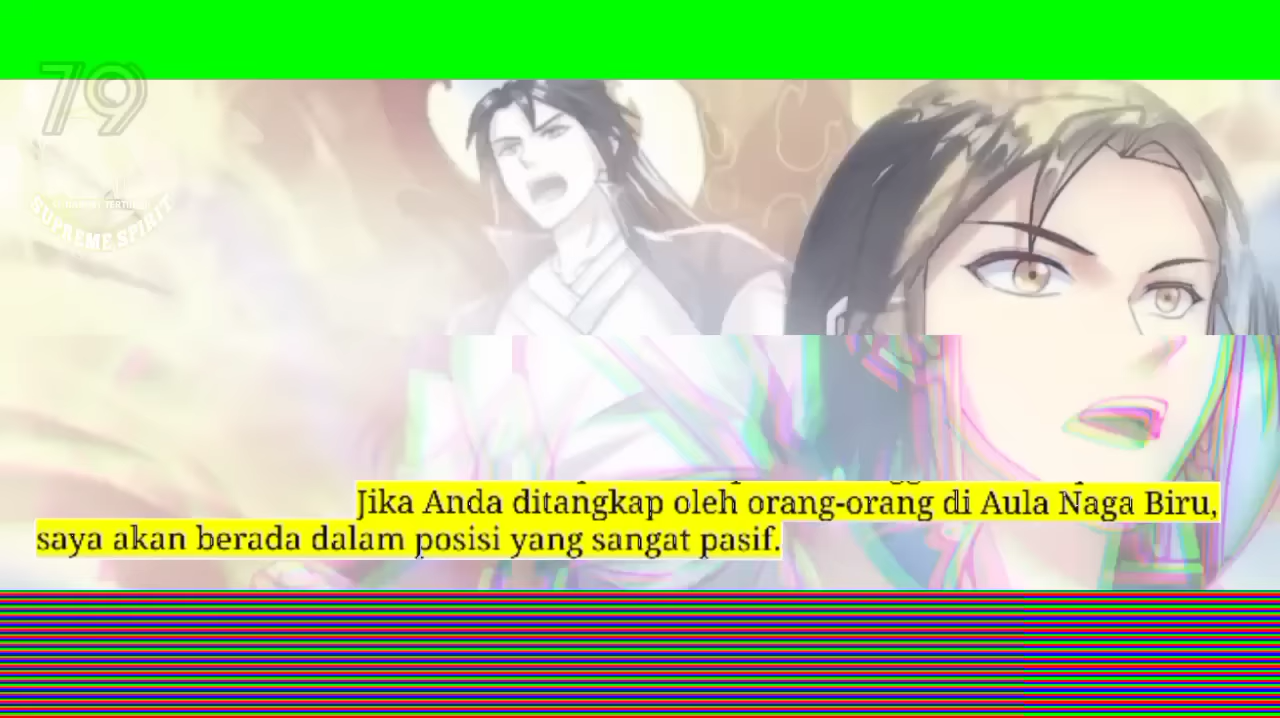 79
SUPREME SPIRIT
Jika Anda ditangkap oleh orang-orang di Aula Naga Biru,
saya akan berada dalam posisi yang sangat pasif.